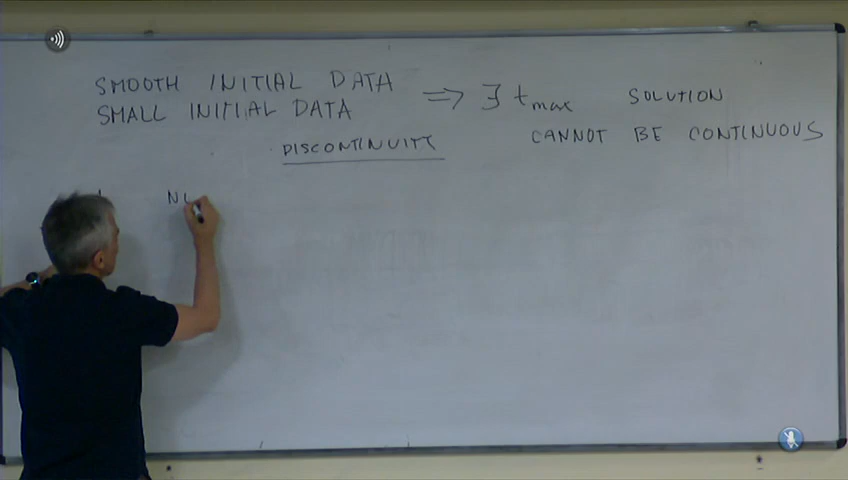 SMOOTH INITIAL DATA
SMALL INITIAL DATA
⟹ ∃ t_max SOLUTION
CANNOT BE CONTINUOUS
DISCONTINUITY